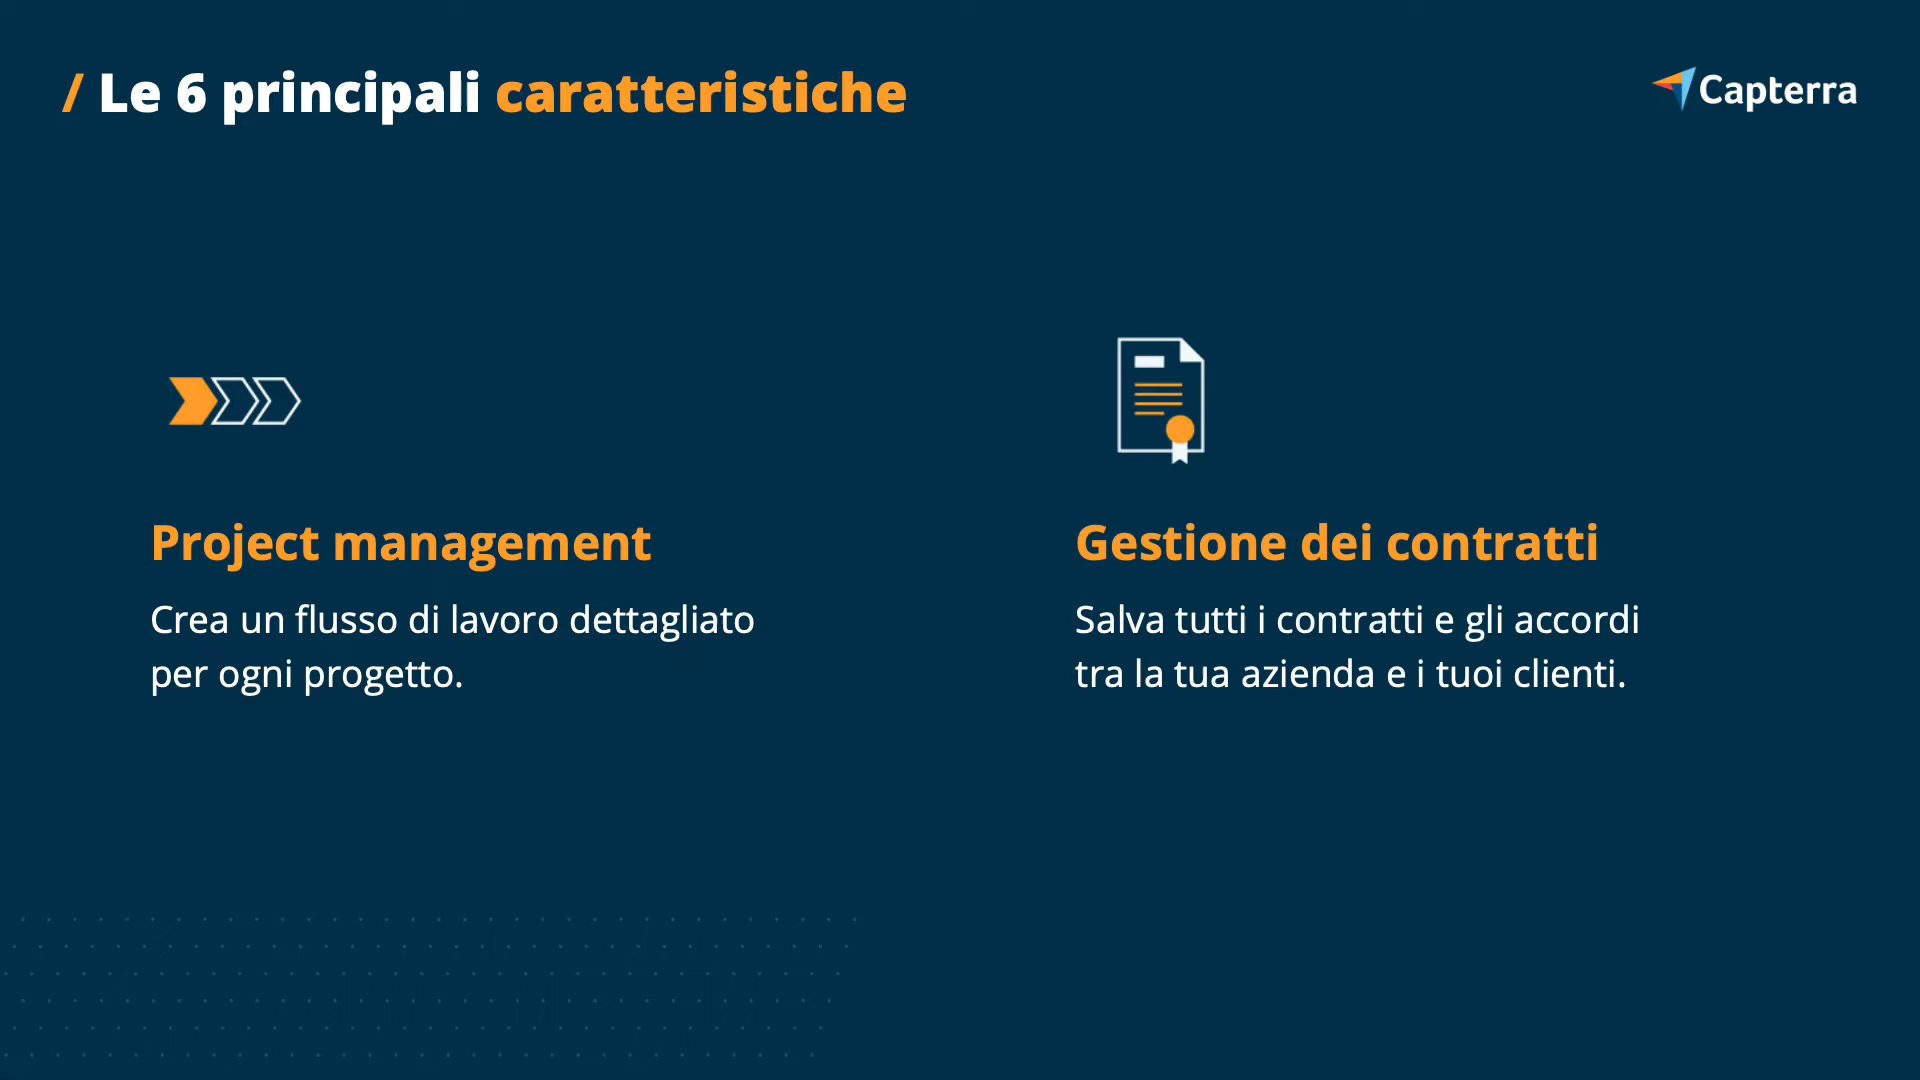 / Le 6 principali caratteristiche
Capterra
Project management
Crea un flusso di lavoro dettagliato
per ogni progetto.
Gestione dei contratti
Salva tutti i contratti e gli accordi
tra la tua azienda e i tuoi clienti.